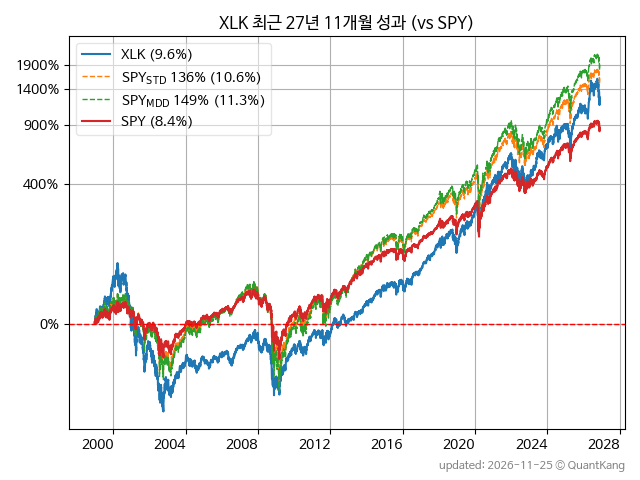 XLK 최근 27년 11개월 성과 (vs SPY)
XLK (9.6%)
SPY_STD 136% (10.6%)
SPY_MDD 149% (11.3%)
SPY (8.4%)
1900%
1400%
900%
400%
0%
2000 2004 2008 2012 2016 2020 2024 2028
updated: 2026-11-25 © QuantKang